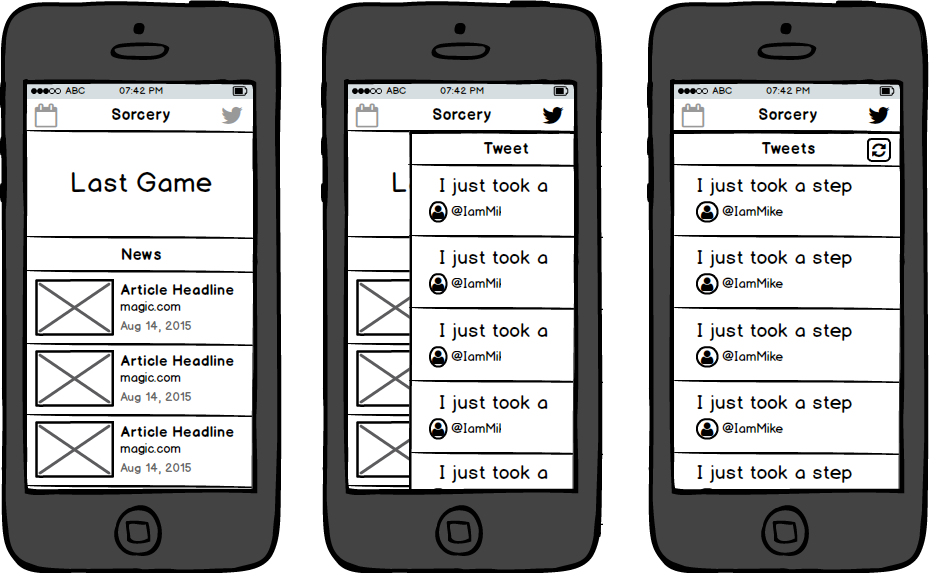 ABC 07:42 PM
Sorcery
Last Game
News
Article Headline
magic.com
Aug 14, 2015
Article Headline
magic.com
Aug 14, 2015
Article Headline
magic.com
Aug 14, 2015
ABC 07:42 PM
Sorcery
L
Tweet
I just took a
@IamMil
I just took a
@IamMil
I just took a
@IamMil
I just took a
@IamMil
I just took a
ABC 07:42 PM
Sorcery
Tweets
I just took a step
@IamMike
I just took a step
@IamMike
I just took a step
@IamMike
I just took a step
@IamMike
I just took a step